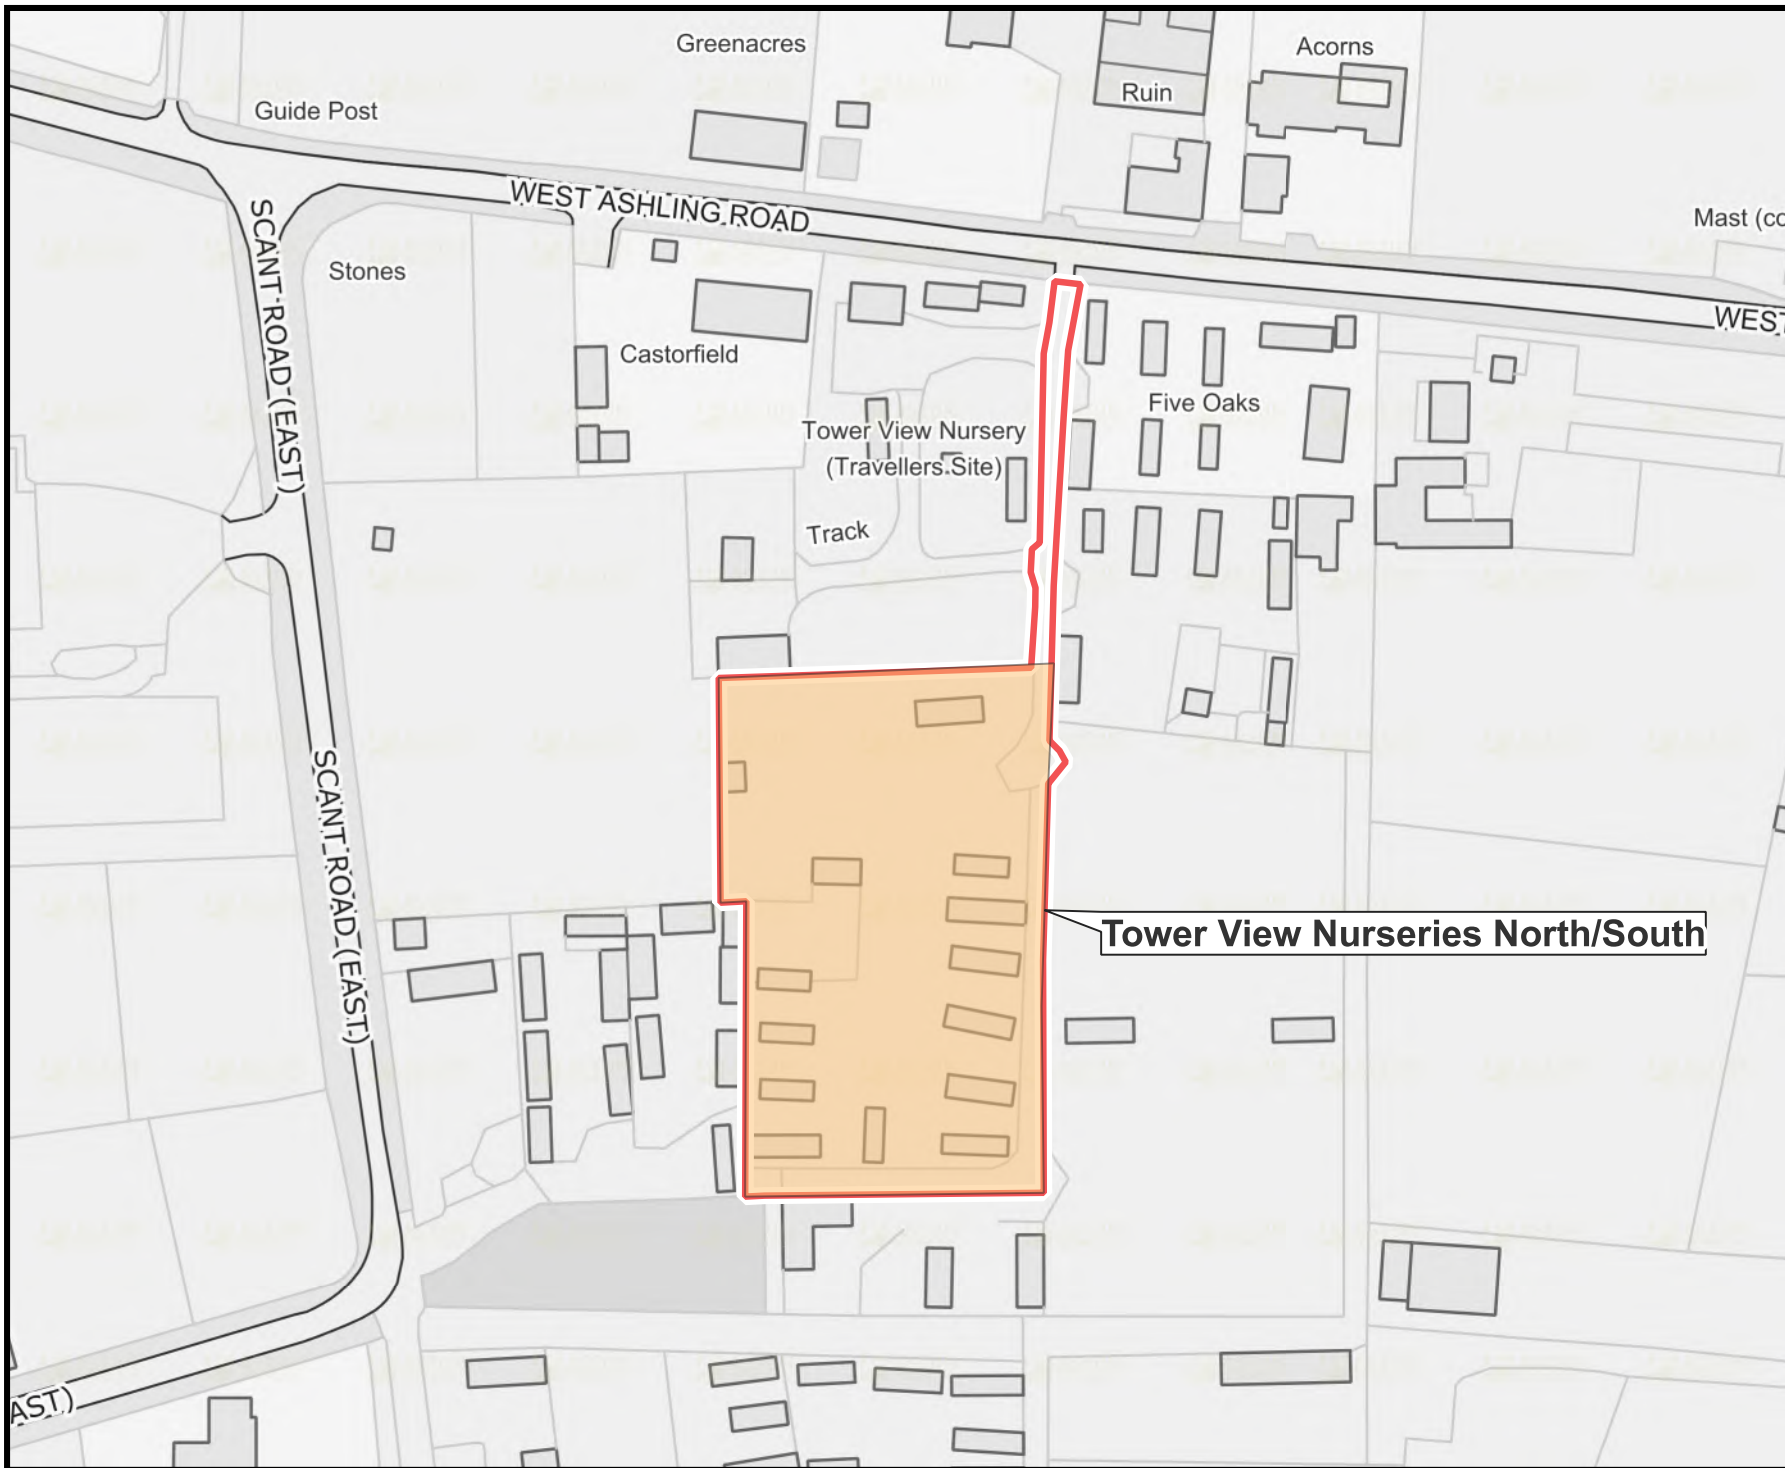 Greenacres
Acorns
Guide Post
Ruin
WEST ASHLING ROAD
Mast (co
SCANT ROAD (EAST)
Stones
WEST
Castorfield
Five Oaks
Tower View Nursery
(Travellers Site)
Track
SCANT ROAD (EAST)
Tower View Nurseries North/South
AST)